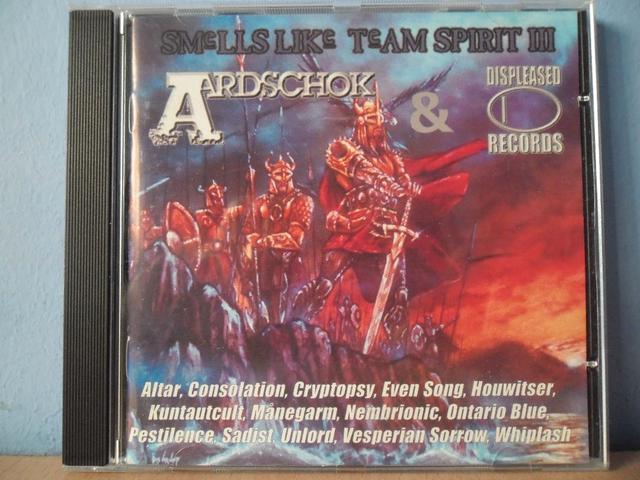 SMeLLS LIKe TeAM SPIRIT III
AARDSCHOK
&
DISPLEASED
D
RECORDS
Altar, Consolation, Cryptopsy, Even Song, Houwitser,
Kuntautcult, Månegarm, Nembrionic, Ontario Blue,
Pestilence, Sadist, Unlord, Vesperian Sorrow, Whiplash